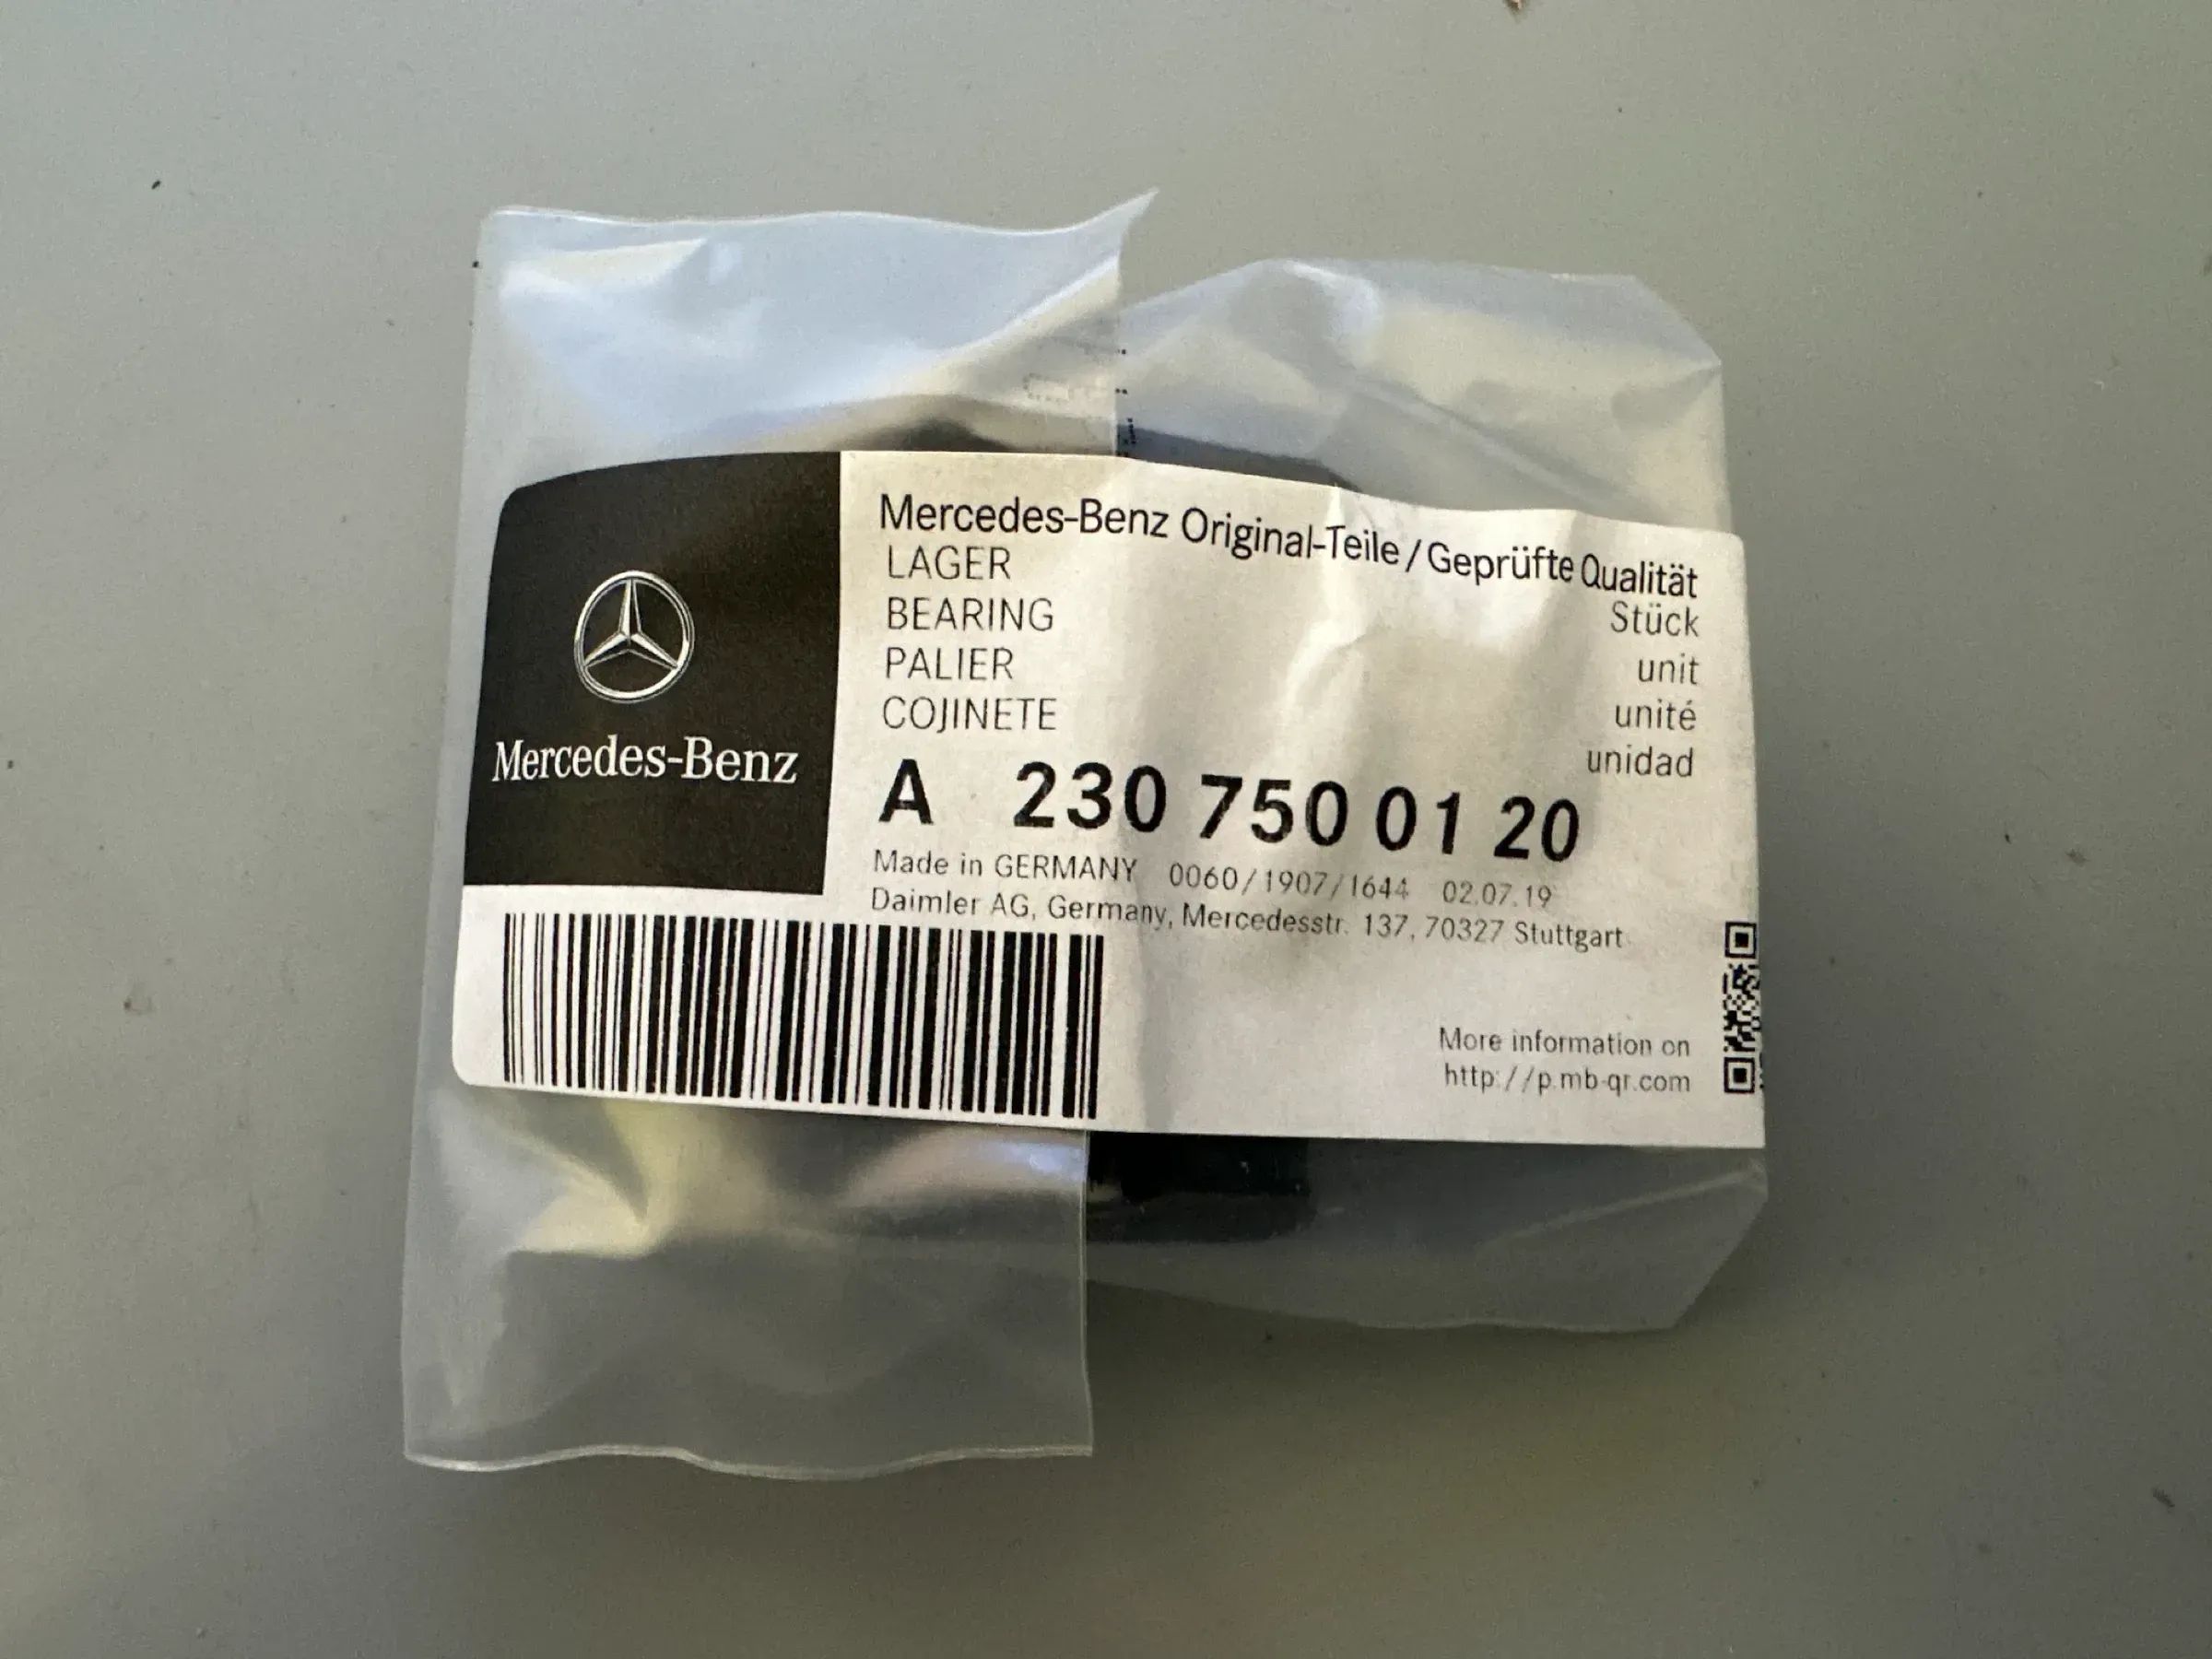 Mercedes-Benz
Mercedes-Benz Original-Teile / Geprüfte Qualität
LAGER
BEARING
PALIER
COJINETE
Stück
unit
unité
unidad
A 230 750 01 20
Made in GERMANY 0060/1907/1644 02.07.19
Daimler AG, Germany, Mercedesstr. 137, 70327 Stuttgart
More information on
http://p.mb-qr.com